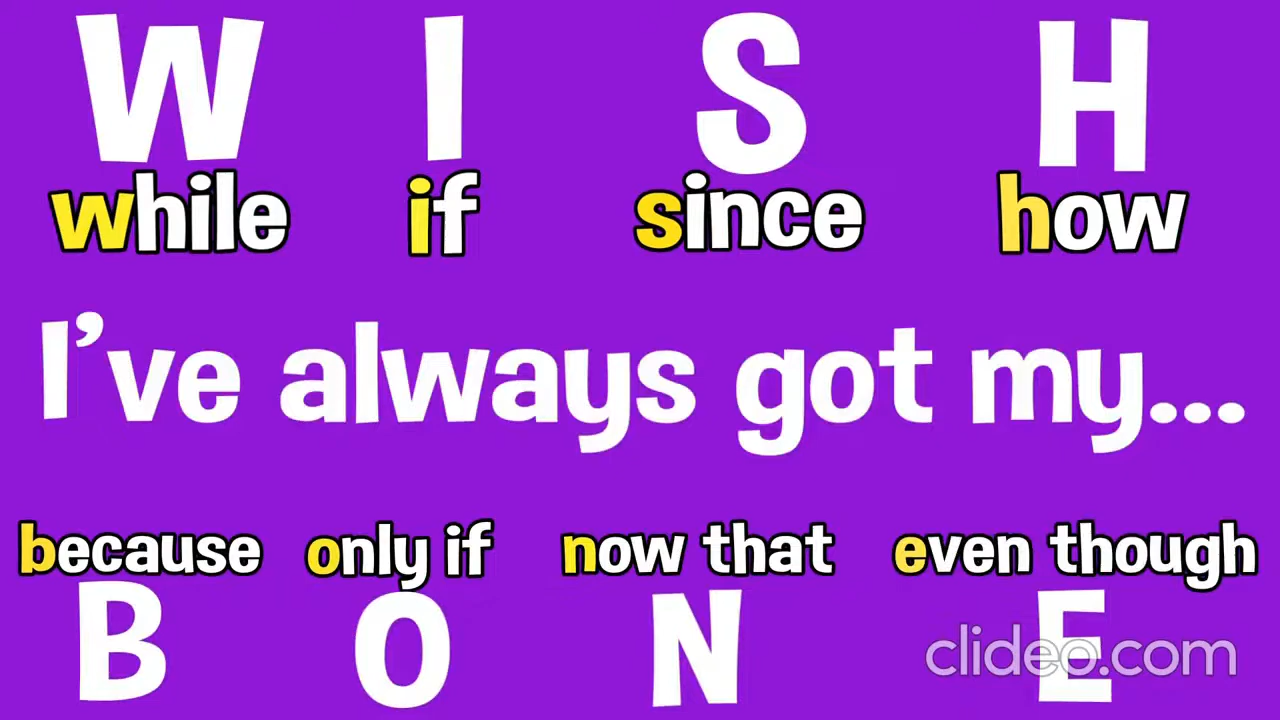 W I S H
while if since how
I've always got my...
because only if now that even though
B O N E
clideo.com